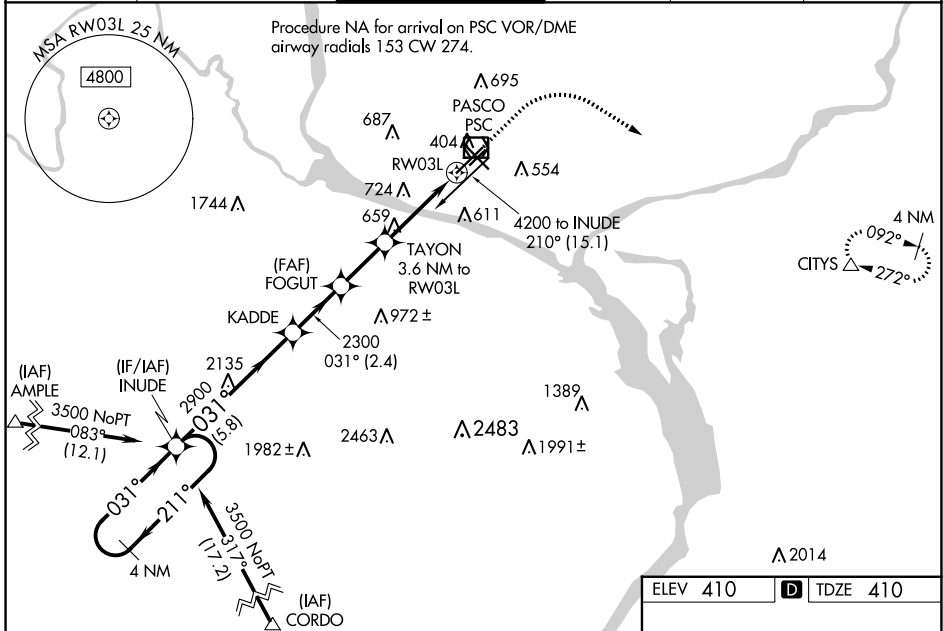 MSA RW03L 25 NM
4800
Procedure NA for arrival on PSC VOR/DME
airway radials 153 CW 274.
695
PASCO
PSC
687
404
RW03L
554
724
1744
659
611
4200 to INUDE
210° (15.1)
4 NM
092°
CITYS
272°
TAYON
3.6 NM to
RW03L
(FAF)
FOGUT
KADDE
972 ±
2300
031° (2.4)
2135
(IF/IAF)
INUDE
(IAF)
AMPLE
2900
031°
(5.8)
3500 NoPT
083°
(12.1)
1389
1982 ±
2463
2483
1991 ±
031°
211°
4 NM
3500 NoPT
317°
(17.2)
(IAF)
CORDO
2014
ELEV 410
D
TDZE 410